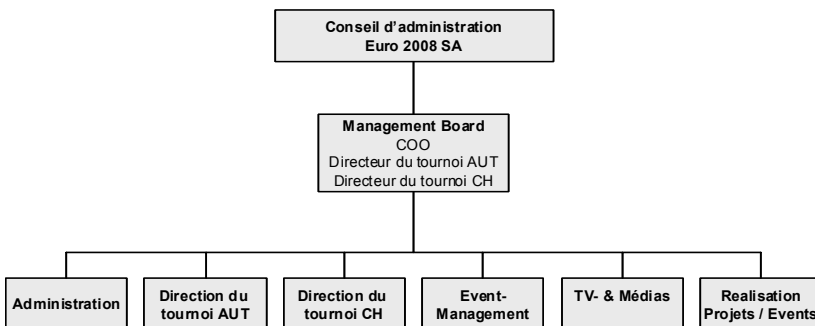 Conseil d'administration
Euro 2008 SA
Management Board
COO
Directeur du tournoi AUT
Directeur du tournoi CH
Administration
Direction du
tournoi AUT
Direction du
tournoi CH
Event-
Management
TV- & Médias
Realisation
Projets / Events